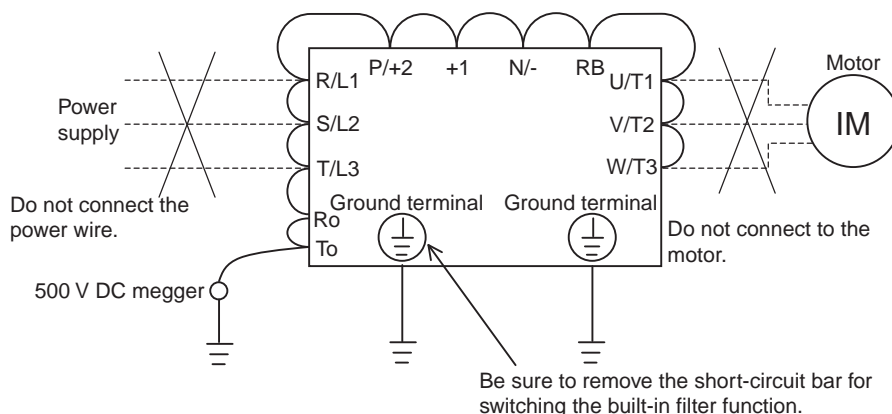 P/+2 +1 N/- RB
Motor
R/L1
U/T1
Power
supply
S/L2
V/T2
IM
T/L3
W/T3
Do not connect the
power wire.
Ground terminal
Ground terminal
Ro
To
Do not connect to the
motor.
500 V DC megger
Be sure to remove the short-circuit bar for
switching the built-in filter function.